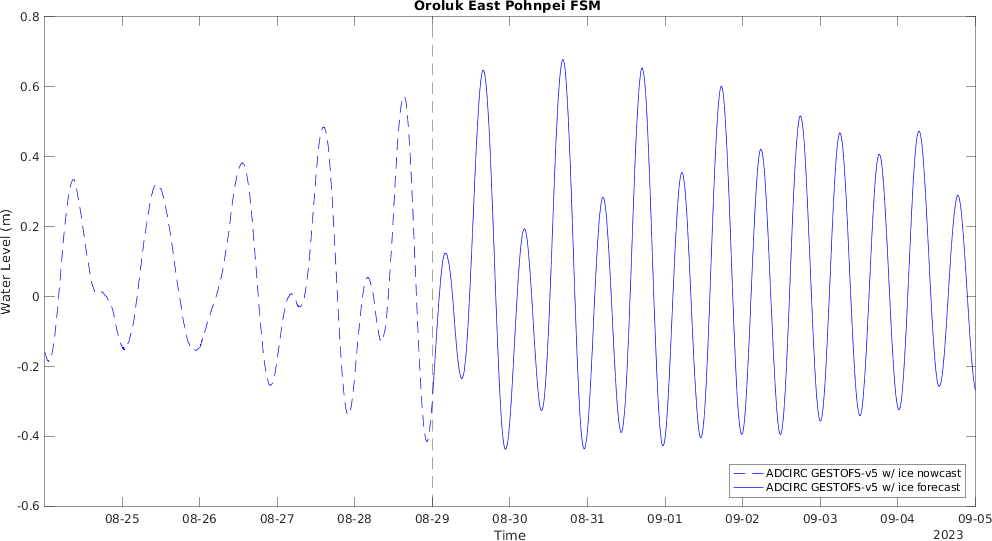 Oroluk East Pohnpei FSM
Water Level (m)
0.8
0.6
0.4
0.2
0
-0.2
-0.4
-0.6
ADCIRC GESTOFS-v5 w/ ice nowcast
ADCIRC GESTOFS-v5 w/ ice forecast
08-25 08-26 08-27 08-28 08-29 08-30 08-31 09-01 09-02 09-03 09-04 09-05
Time
2023